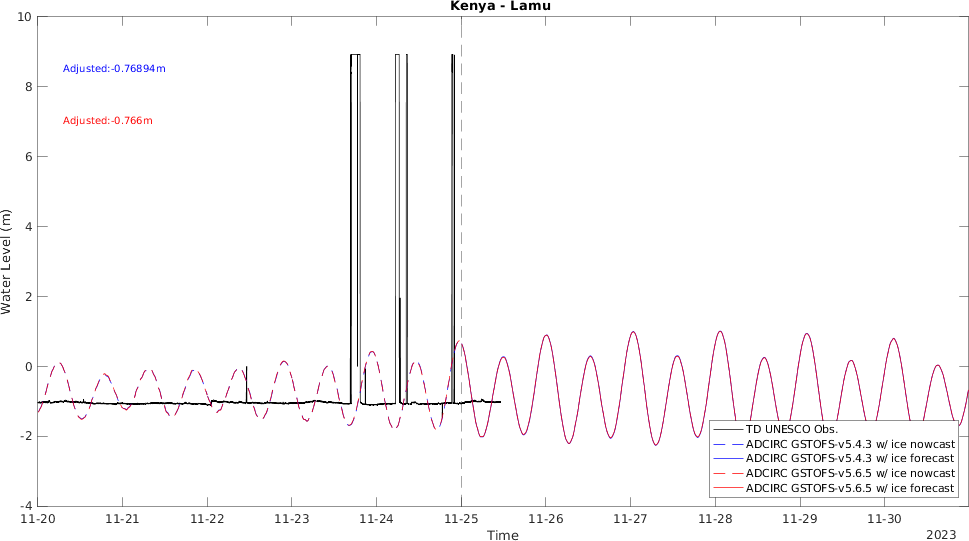 Kenya - Lamu
10
8
6
4
2
0
-2
-4
Water Level (m)
Adjusted:-0.76894m
Adjusted:-0.766m
TD UNESCO Obs.
ADCIRC GSTOFS-v5.4.3 w/ ice nowcast
ADCIRC GSTOFS-v5.4.3 w/ ice forecast
ADCIRC GSTOFS-v5.6.5 w/ ice nowcast
ADCIRC GSTOFS-v5.6.5 w/ ice forecast
11-20 11-21 11-22 11-23 11-24 11-25 11-26 11-27 11-28 11-29 11-30
Time
2023